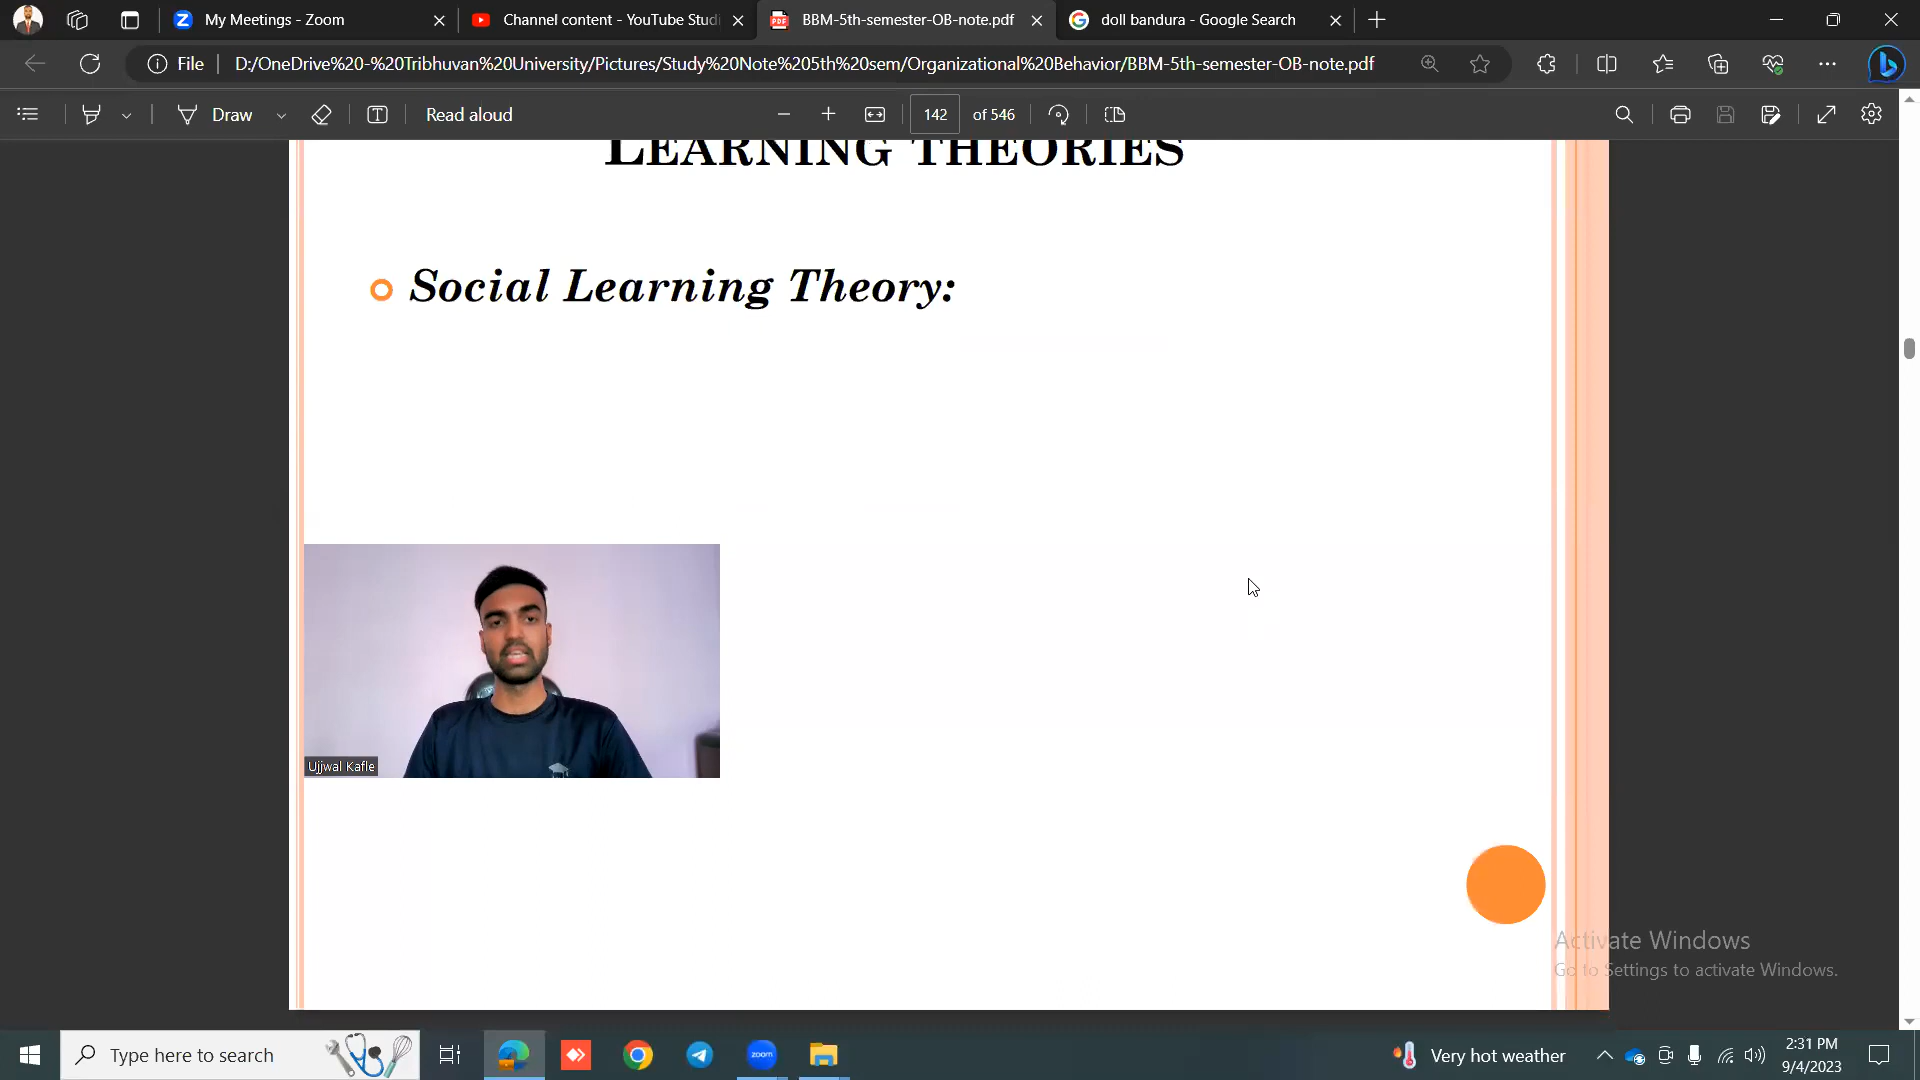 My Meetings - Zoom
Channel content - YouTube Studi
BBM-5th-semester-OB-note.pdf
doll bandura - Google Search
File
D:/OneDrive%20-%20Tribhuvan%20University/Pictures/Study%20Note%205th%20sem/Organizational%20Behavior/BBM-5th-semester-OB-note.pdf
Draw
Read aloud
142 of 546
LEARNING THEORIES
Social Learning Theory:
Ujjwal Kafle
Activate Windows
Go to Settings to activate Windows.
Type here to search
zoom
Very hot weather
2:31 PM
9/4/2023